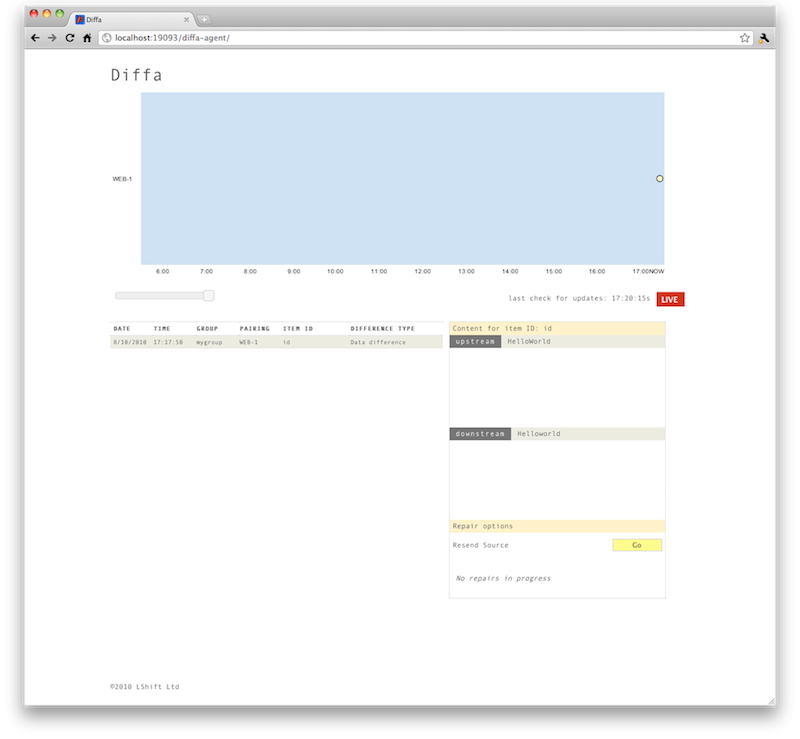 Diffa
localhost:19093/diffa-agent/
Diffa
WEB-1
6:00 7:00 8:00 9:00 10:00 11:00 12:00 13:00 14:00 15:00 16:00 17:00NOW
last check for updates: 17:20:15s LIVE
DATE TIME GROUP PAIRING ITEM ID DIFFERENCE TYPE
8/10/2010 17:17:58 mygroup WEB-1 id Data difference
Content for item ID: id
upstream HelloWorld
downstream Helloworld
Repair options
Resend Source Go
No repairs in progress
©2010 LShift Ltd